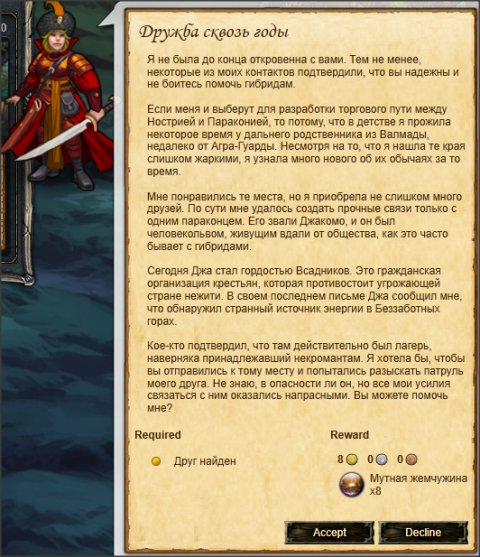 Дружба сквозь годы
Я не была до конца откровенна с вами. Тем не менее,
некоторые из моих контактов подтвердили, что вы надежны и
не боитесь помочь гибридам.
Если меня и выберут для разработки торгового пути между
Нострией и Параконией, то потому, что в детстве я прожила
некоторое время у дальнего родственника из Валмады,
недалеко от Агра-Гуарды. Несмотря на то, что я нашла те края
слишком жаркими, я узнала много нового об их обычаях за то
время.
Мне понравились те места, но я приобрела не слишком много
друзей. По сути мне удалось создать прочные связи только с
одним параконцем. Его звали Джакомо, и он был
человековольвом, живущим вдали от общества, как это часто
бывает с гибридами.
Сегодня Джа стал гордостью Всадников. Это гражданская
организация крестьян, которая противостоит угрожающей
стране нежити. В своем последнем письме Джа сообщил мне,
что обнаружил странный источник энергии в Беззаботных
горах.
Кое-кто подтвердил, что там действительно был лагерь,
наверняка принадлежавший некромантам. Я хотела бы, чтобы
вы отправились к тому месту и попытались разыскать патруль
моего друга. Не знаю, в опасности ли он, но все мои усилия
связаться с ним оказались напрасными. Вы можете помочь
мне?
Required Reward
Друг найден 8 0 0
Мутная жемчужина
x8
Accept Decline